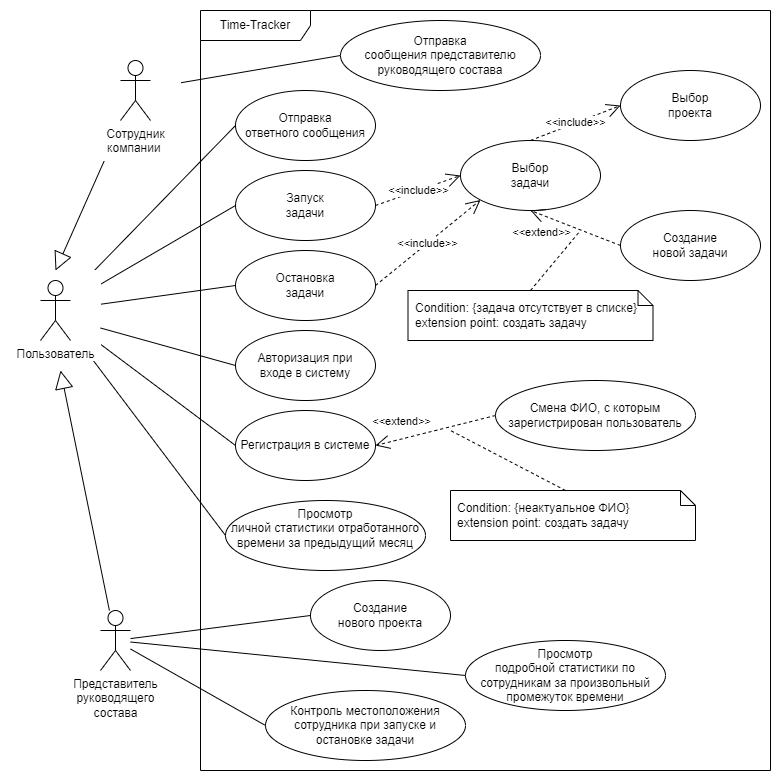 Time-Tracker
Отправка
сообщения представителю
руководящего состава
Сотрудник
компании
Отправка
ответного сообщения
Выбор
проекта
<<include>>
Выбор
задачи
Запуск
задачи
<<include>>
<<include>>
<<extend>>
Создание
новой задачи
Остановка
задачи
Condition: {задача отсутствует в списке}
extension point: создать задачу
Пользователь
Авторизация при
входе в систему
Регистрация в системе
<<extend>>
Смена ФИО, с которым
зарегистрирован пользователь
Condition: {неактуальное ФИО}
extension point: создать задачу
Просмотр
личной статистики отработанного
времени за предыдущий месяц
Создание
нового проекта
Представитель
руководящего
состава
Просмотр
подробной статистики по
сотрудникам за произвольный
промежуток времени
Контроль местоположения
сотрудника при запуске и
остановке задачи